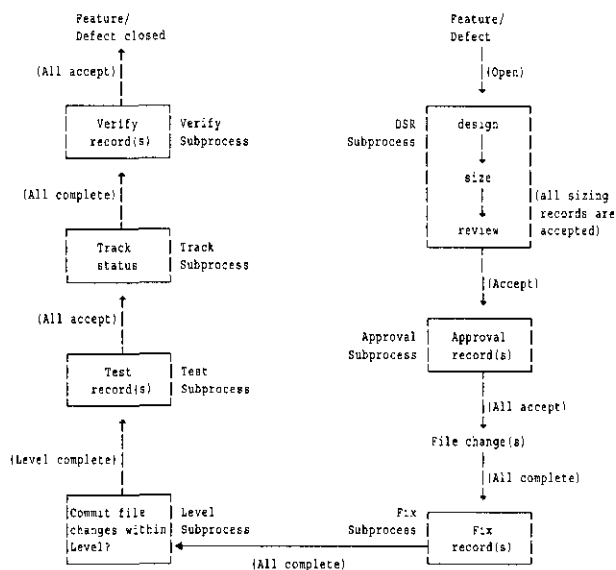 Feature/
Defect closed
(All accept)
Verify
record(s)
Verify
Subprocess
(All complete)
Track
status
Track
Subprocess
(All accept)
Test
record(s)
Test
Subprocess
(Level complete)
Commit file
changes within
Level?
Level
Subprocess
Feature/
Defect
(Open)
DSR
Subprocess
design
size
review
(all sizing
records are
accepted)
(Accept)
Approval
Subprocess
Approval
record(s)
(All accept)
File change(s)
(All complete)
Fix
Subprocess
Fix
record(s)
(All complete)